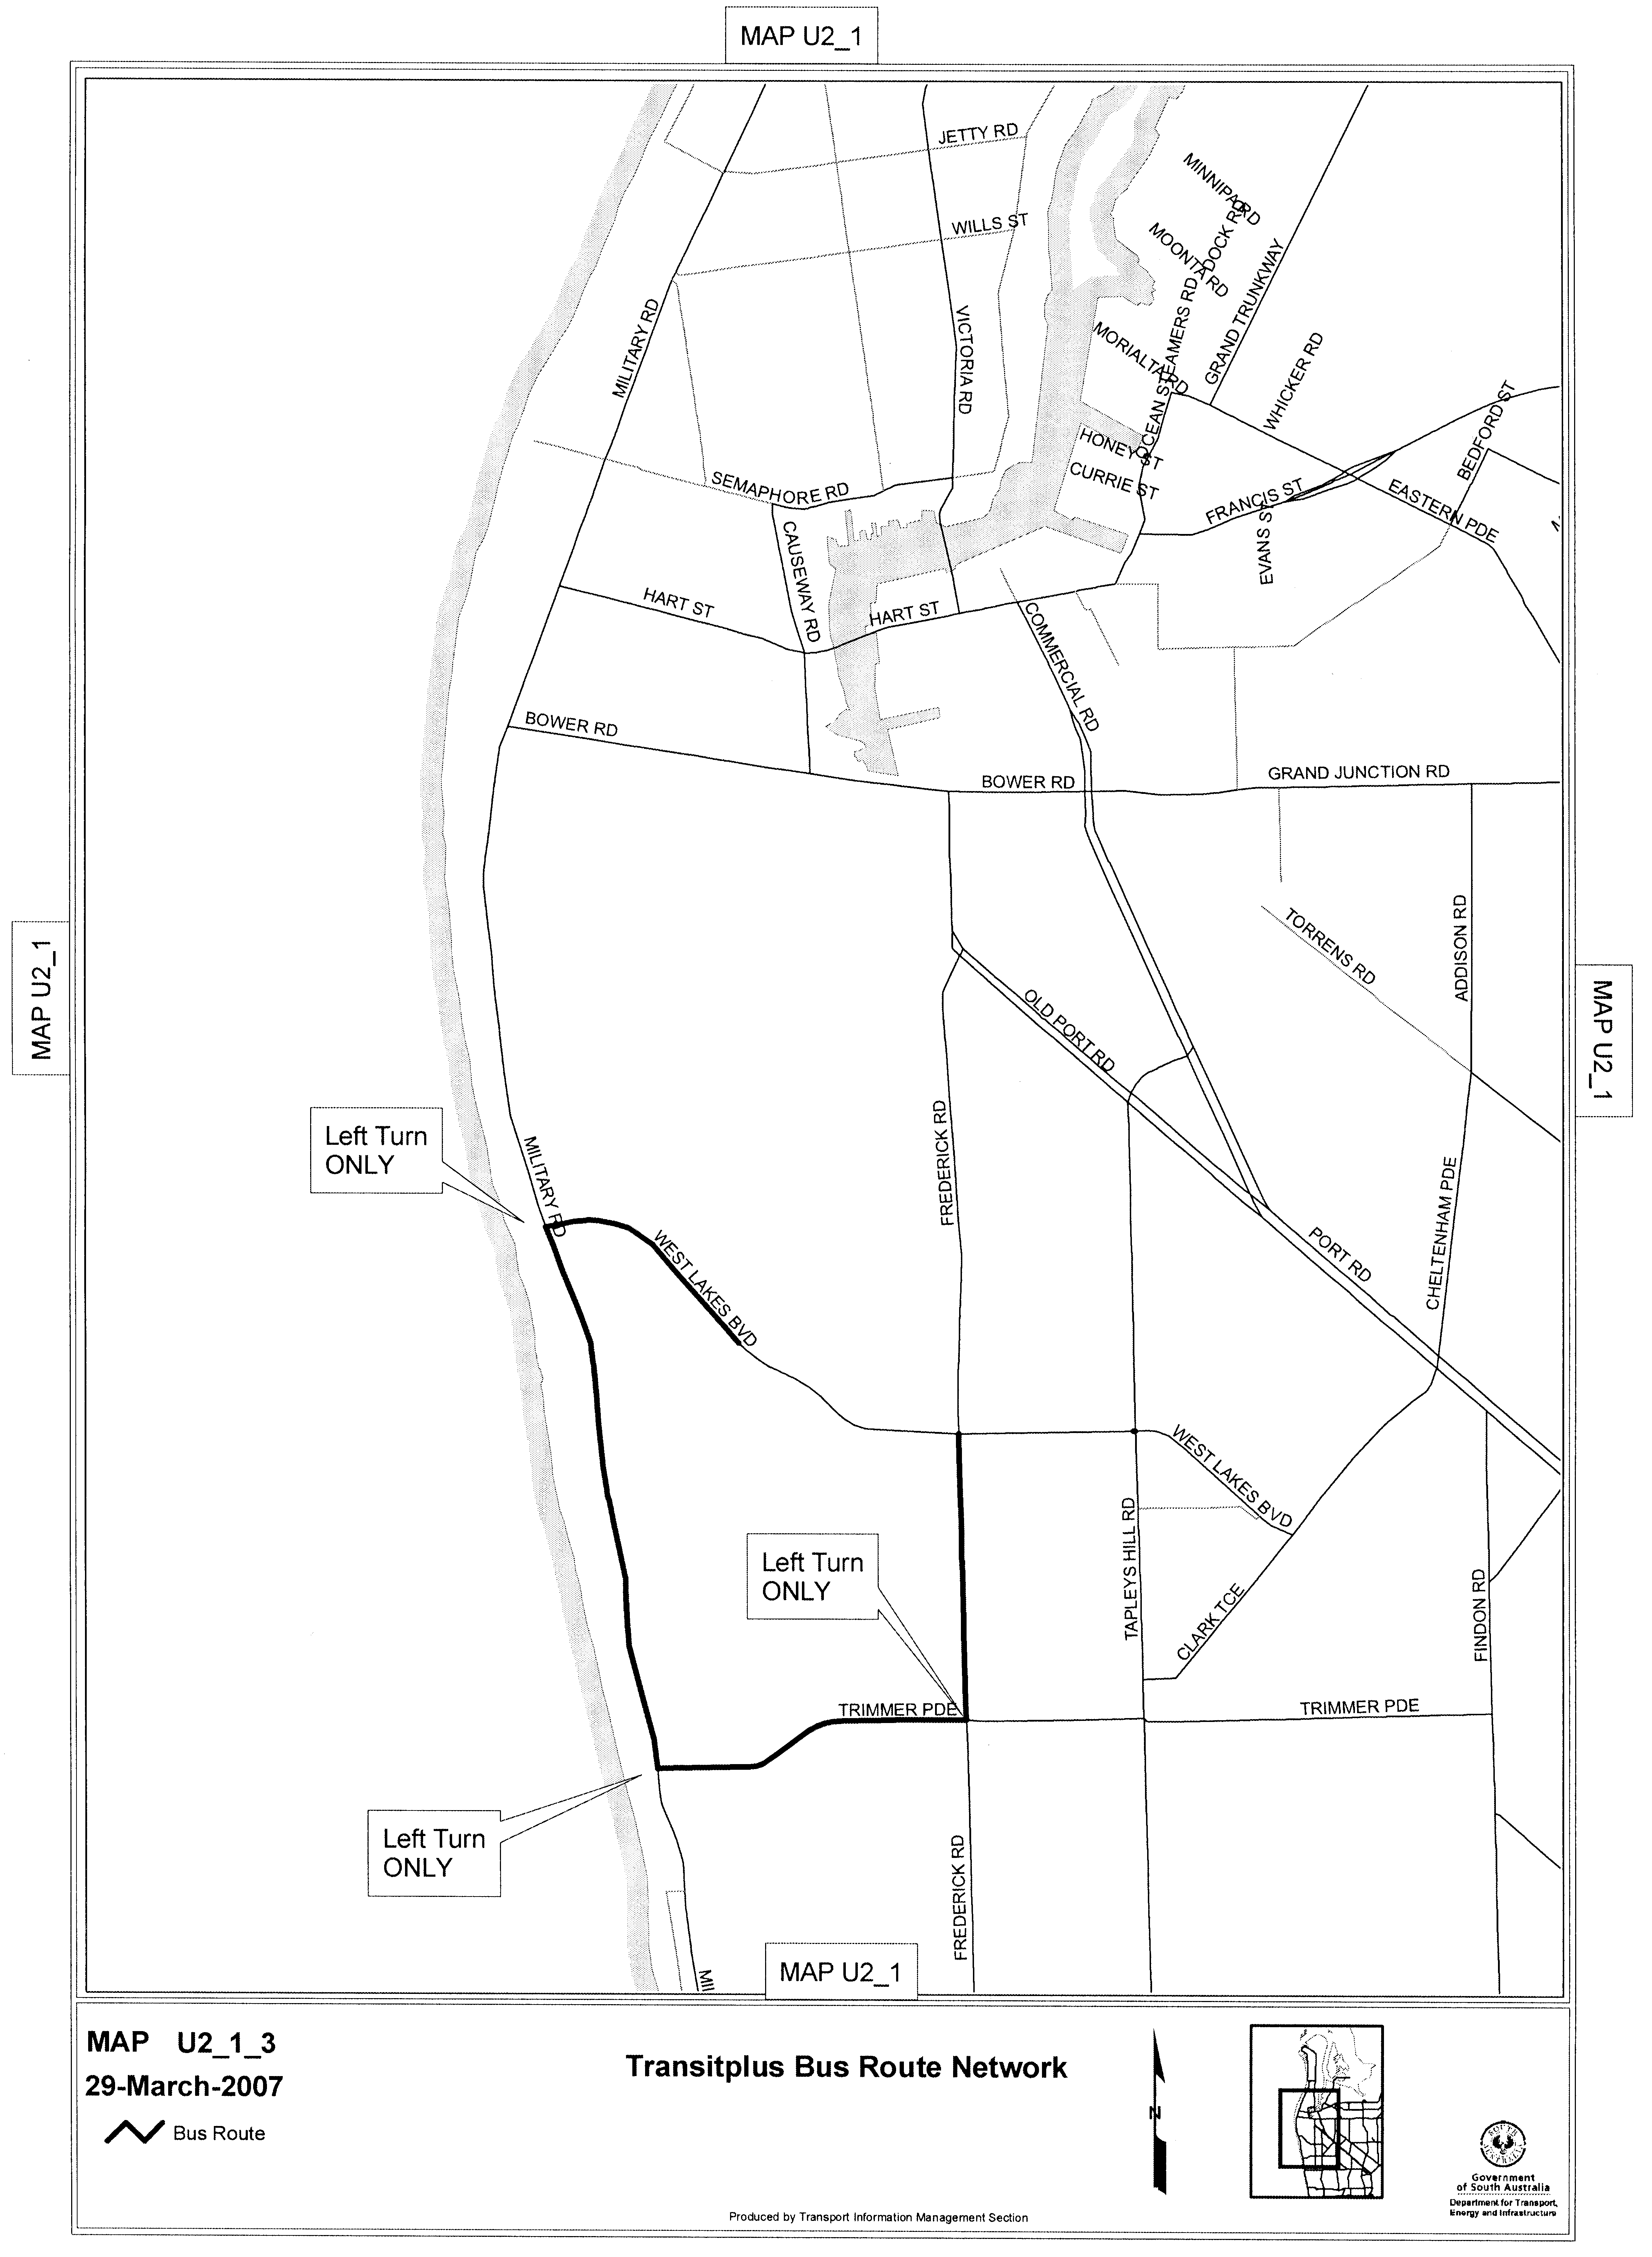 MAP U2_1
JETTY RD
MINNIPA RD
WILLS ST
DOCK RD
MOONTA RD
MILITARY RD
VICTORIA RD
OCEAN STEAMERS RD
GRAND TRUNKWAY
MORIALTA RD
WHICKER RD
BEDFORD ST
HONEY ST
CURRIE ST
SEMAPHORE RD
FRANCIS ST
EASTERN PDE
EVANS ST
CAUSEWAY RD
HART ST
HART ST
COMMERCIAL RD
BOWER RD
BOWER RD
GRAND JUNCTION RD
ADDISON RD
TORRENS RD
MAP U2_1
MAP U2_1
OLD PORT RD
Left Turn
ONLY
MILITARY RD
FREDERICK RD
CHELTENHAM PDE
PORT RD
WEST LAKES BVD
WEST LAKES BVD
TAPLEYS HILL RD
Left Turn
ONLY
CLARK TCE
FINDON RD
TRIMMER PDE
TRIMMER PDE
Left Turn
ONLY
FREDERICK RD
MII
MAP U2_1
MAP U2_1_3
29-March-2007
Bus Route
Transitplus Bus Route Network
N
Government
of South Australia
Department for Transport,
Energy and Infrastructure
Produced by Transport Information Management Section